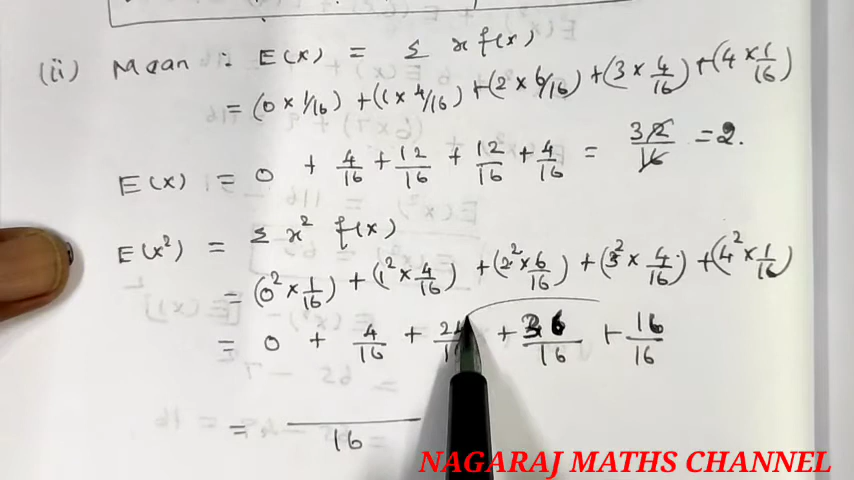 (ii) Mean : E(x) = Σ x f(x)
= (0 × 1/16) + (1 × 4/16) + (2 × 6/16) + (3 × 4/16) + (4 × 1/16)
E(x) = 0 + 4/16 + 12/16 + 12/16 + 4/16 = 32/16 = 2.
E(x²) = Σ x² f(x)
= (0² × 1/16) + (1² × 4/16) + (2² × 6/16) + (3² × 4/16) + (4² × 1/16)
= 0 + 4/16 + 24/16 + 36/16 + 16/16
= /16
NAGARAJ MATHS CHANNEL